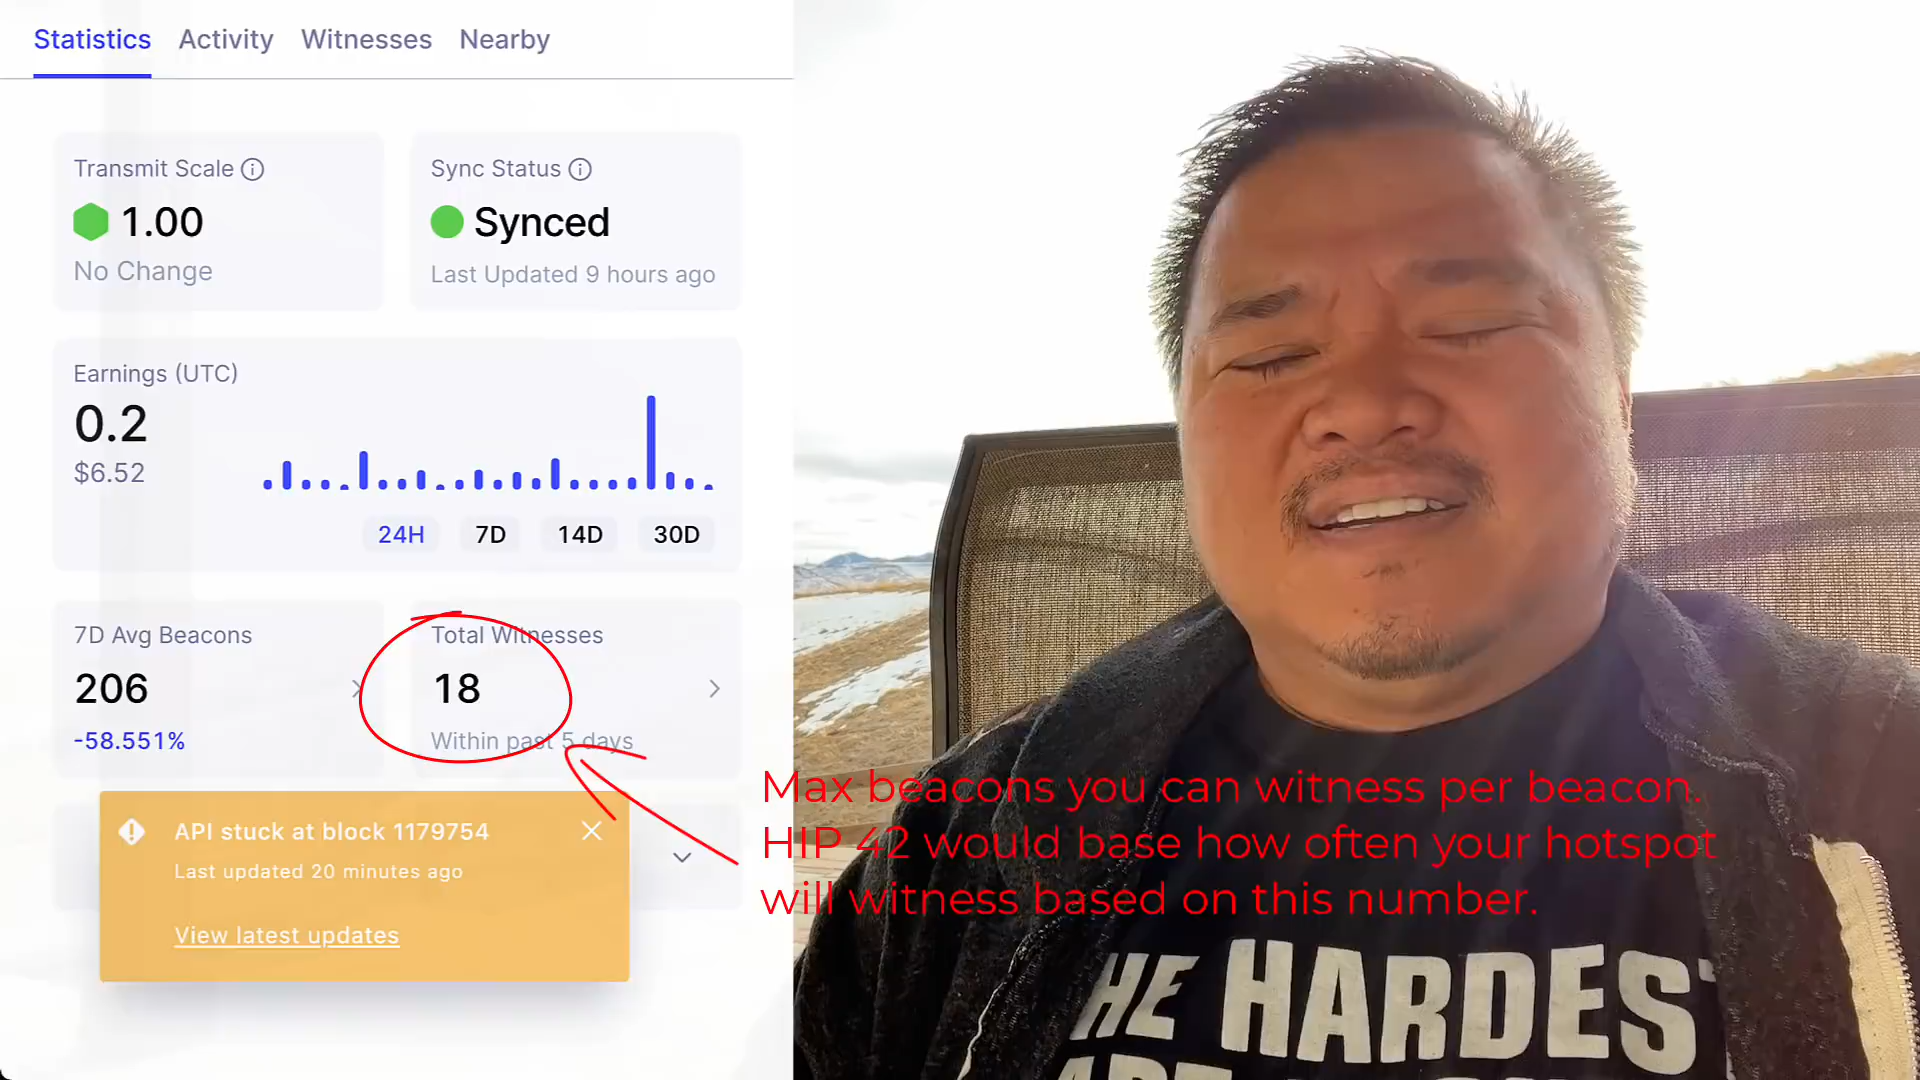 Statistics Activity Witnesses Nearby
Transmit Scale
1.00
No Change
Sync Status
Synced
Last Updated 9 hours ago
Earnings (UTC)
0.2
$6.52
24H 7D 14D 30D
7D Avg Beacons
206
-58.551%
Total Witnesses
18
Within past 5 days
API stuck at block 1179754
Last updated 20 minutes ago
View latest updates
Max beacons you can witness per beacon.
HIP 42 would base how often your hotspot
will witness based on this number.
HE HARDEST